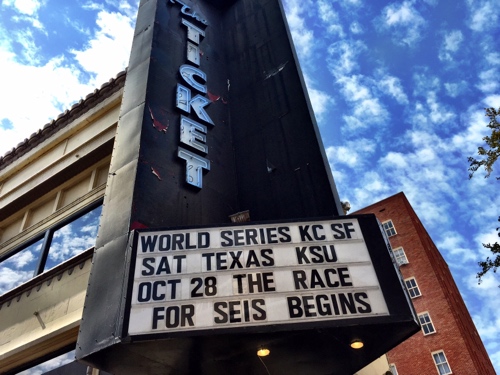 The
TICKET
WORLD SERIES KC SF
SAT TEXAS KSU
OCT 28 THE RACE
FOR SEIS BEGINS